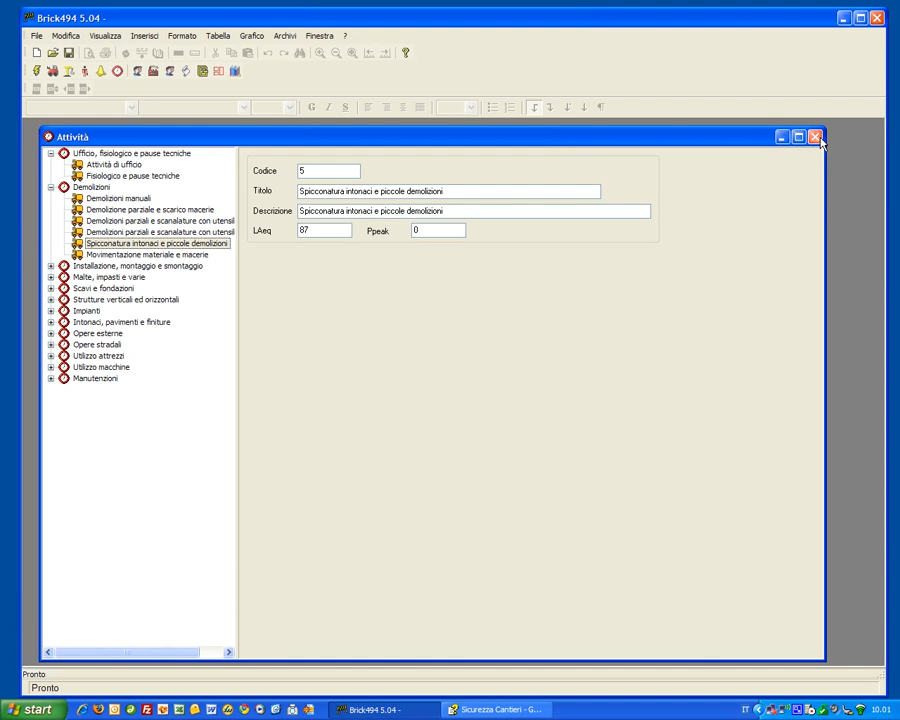 Brick494 5.04 -
File Modifica Visualizza Inserisci Formato Tabella Grafico Archivi Finestra ?
G I S
Attività
Ufficio, fisiologico e pause tecniche
Attività di ufficio
Fisiologico e pause tecniche
Demolizioni
Demolizioni manuali
Demolizione parziale e scarico macerie
Demolizioni parziali e scanalature con utensil
Demolizioni parziali e scanalature con utensil
Spicconatura intonaci e piccole demolizioni
Movimentazione materiale e macerie
Installazione, montaggio e smontaggio
Malte, impasti e varie
Scavi e fondazioni
Strutture verticali ed orizzontali
Impianti
Intonaci, pavimenti e finiture
Opere esterne
Opere stradali
Utilizzo attrezzi
Utilizzo macchine
Manutenzioni
Codice 5
Titolo Spicconatura intonaci e piccole demolizioni
Descrizione Spicconatura intonaci e piccole demolizioni
LAeq 87 Ppeak 0
Pronto
Pronto
start Brick494 5.04 - Sicurezza Cantieri - G... IT 10.01